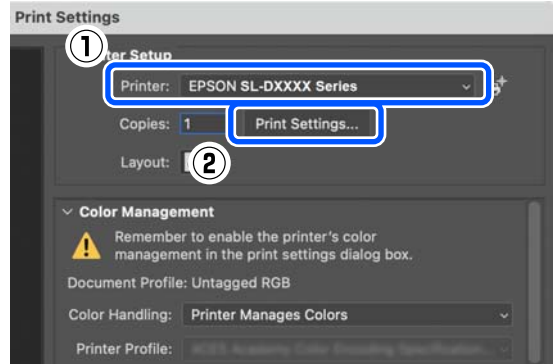 Print Settings
①
ter Setup
Printer: EPSON SL-DXXXX Series
Copies: 1 Print Settings...
Layout:
②
Color Management
Remember to enable the printer's color
management in the print settings dialog box.
Document Profile: Untagged RGB
Color Handling: Printer Manages Colors
Printer Profile: